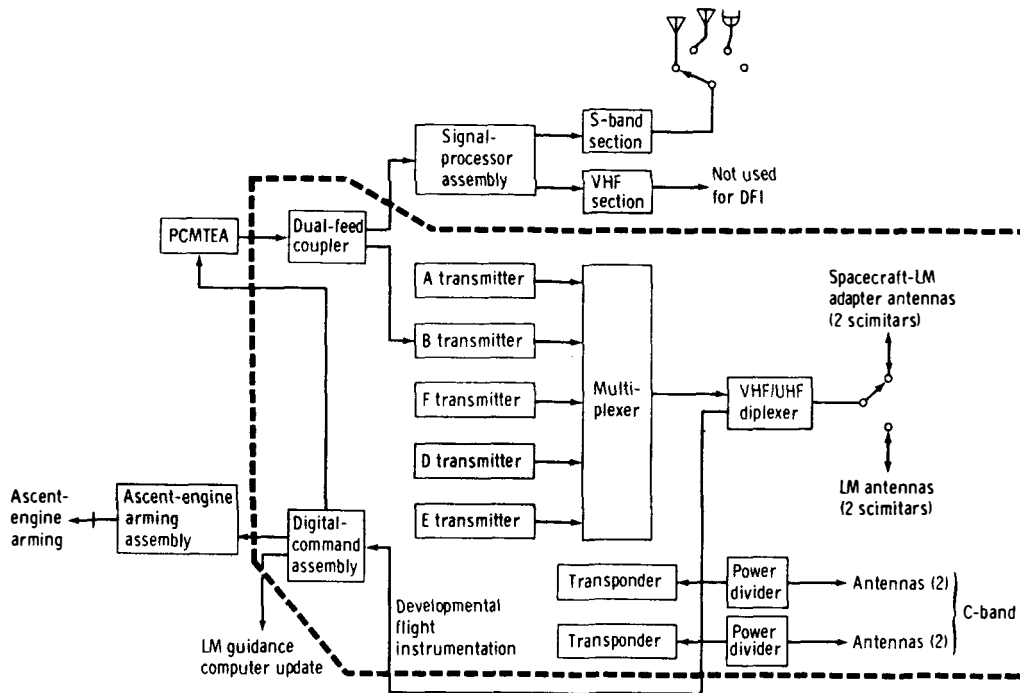 S-band
section
Signal-
processor
assembly
VHF
section
Not used
for DFI
PCMTEA
Dual-feed
coupler
A transmitter
Spacecraft-LM
adapter antennas
(2 scimitars)
B transmitter
Multi-
plexer
VHF/UHF
diplexer
F transmitter
D transmitter
LM antennas
(2 scimitars)
Ascent-
engine
arming
Ascent-engine
arming
assembly
Digital-
command
assembly
E transmitter
Transponder
Power
divider
Antennas (2)
C-band
Developmental
flight
instrumentation
Transponder
Power
divider
Antennas (2)
LM guidance
computer update